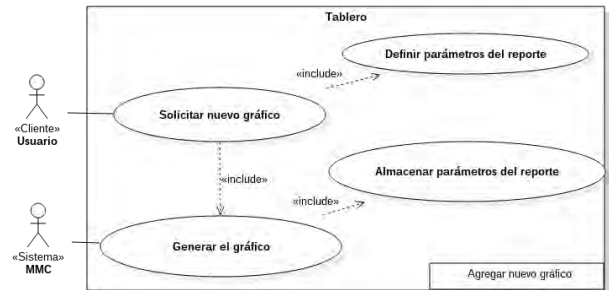 Tablero
Definir parámetros del reporte
«include»
Solicitar nuevo gráfico
«Cliente»
Usuario
«include»
Almacenar parámetros del reporte
«include»
Generar el gráfico
«Sistema»
MMC
Agregar nuevo gráfico